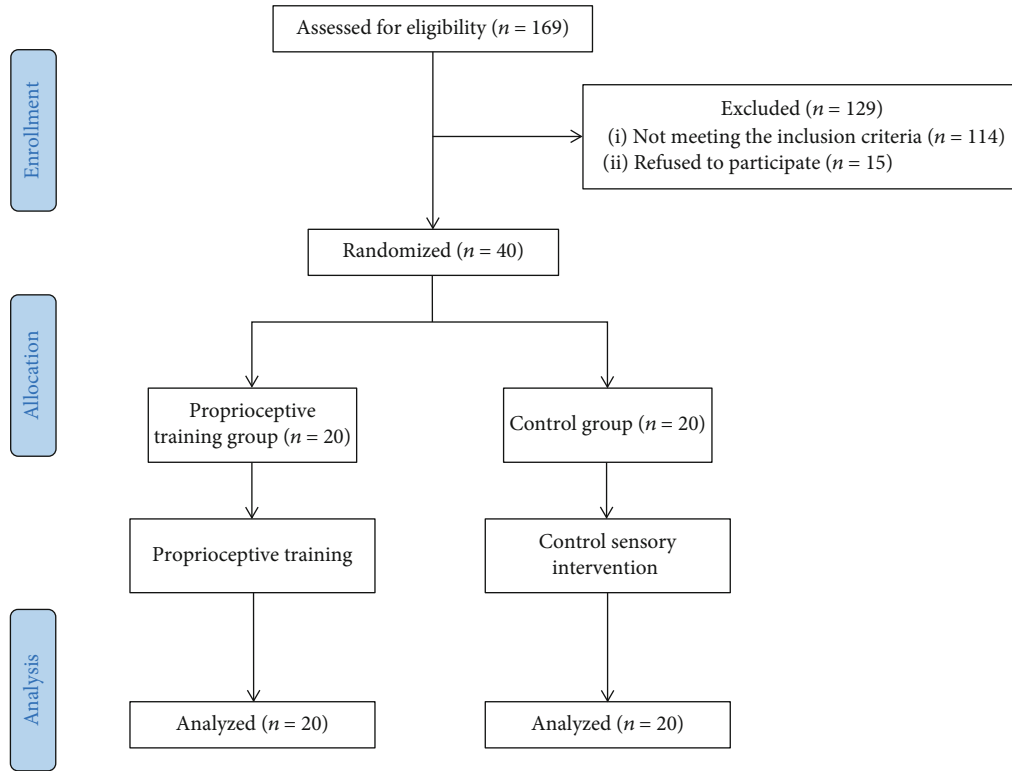 Enrollment
Assessed for eligibility (n = 169)
Excluded (n = 129)
(i) Not meeting the inclusion criteria (n = 114)
(ii) Refused to participate (n = 15)
Randomized (n = 40)
Allocation
Proprioceptive
training group (n = 20)
Control group (n = 20)
Proprioceptive training
Control sensory
intervention
Analysis
Analyzed (n = 20)
Analyzed (n = 20)